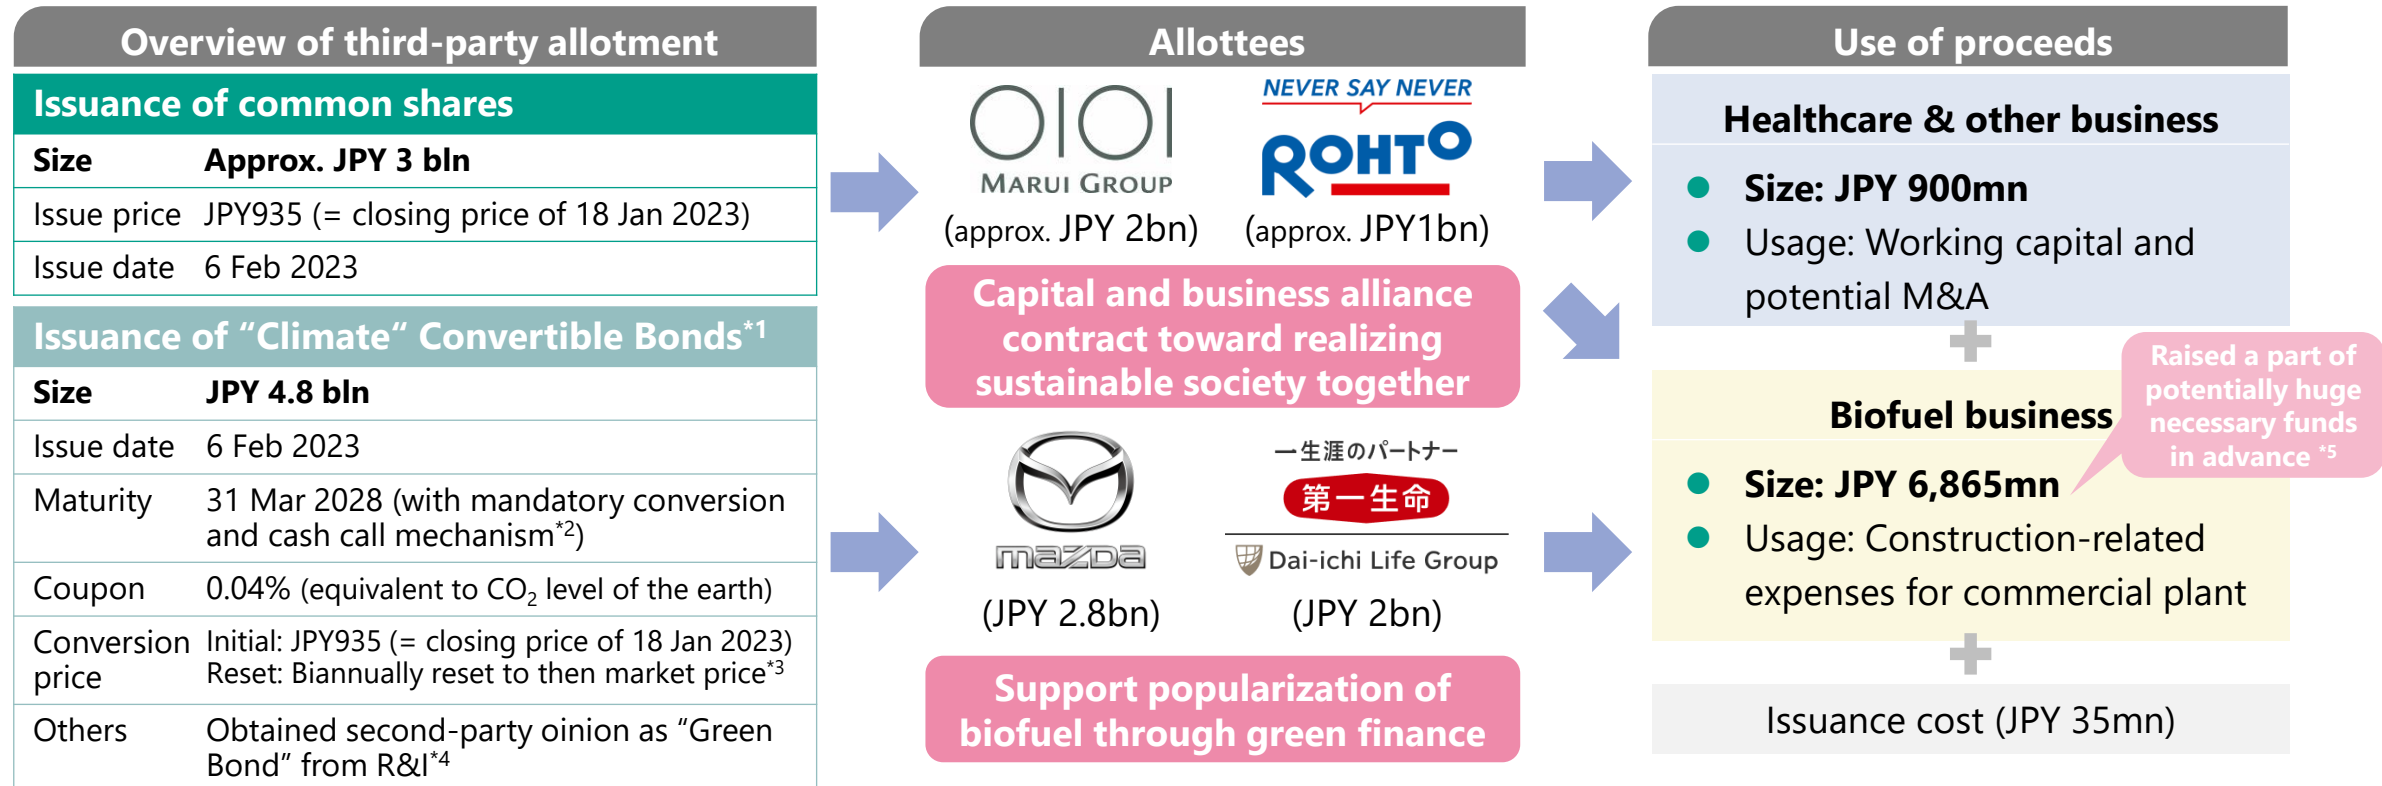 Overview of third-party allotment
Issuance of common shares
Size Approx. JPY 3 bln
Issue price JPY935 (= closing price of 18 Jan 2023)
Issue date 6 Feb 2023
Issuance of “Climate“ Convertible Bonds*1
Size JPY 4.8 bln
Issue date 6 Feb 2023
Maturity 31 Mar 2028 (with mandatory conversion
and cash call mechanism*2)
Coupon 0.04% (equivalent to CO2 level of the earth)
Conversion price Initial: JPY935 (= closing price of 18 Jan 2023)
Reset: Biannually reset to then market price*3
Others Obtained second-party oinion as “Green
Bond” from R&I*4
Allottees
OIOI
MARUI GROUP
(approx. JPY 2bn)
NEVER SAY NEVER
ROHTO
(approx. JPY1bn)
Capital and business alliance
contract toward realizing
sustainable society together
mazda
(JPY 2.8bn)
一生涯のパートナー
第一生命
Dai-ichi Life Group
(JPY 2bn)
Support popularization of
biofuel through green finance
Use of proceeds
Healthcare & other business
Size: JPY 900mn
Usage: Working capital and
potential M&A
Raised a part of
potentially huge
necessary funds
in advance *5
Biofuel business
Size: JPY 6,865mn
Usage: Construction-related
expenses for commercial plant
Issuance cost (JPY 35mn)